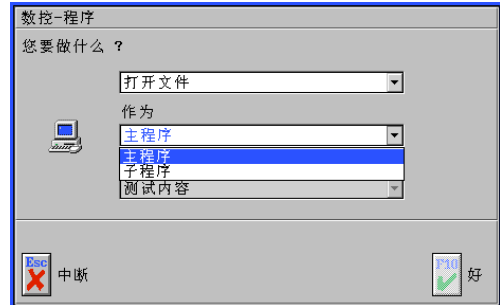 数控-程序
您要做什么 ?
打开文件
作为
主程序
主程序
子程序
测试内容
Esc 中断
F10 好